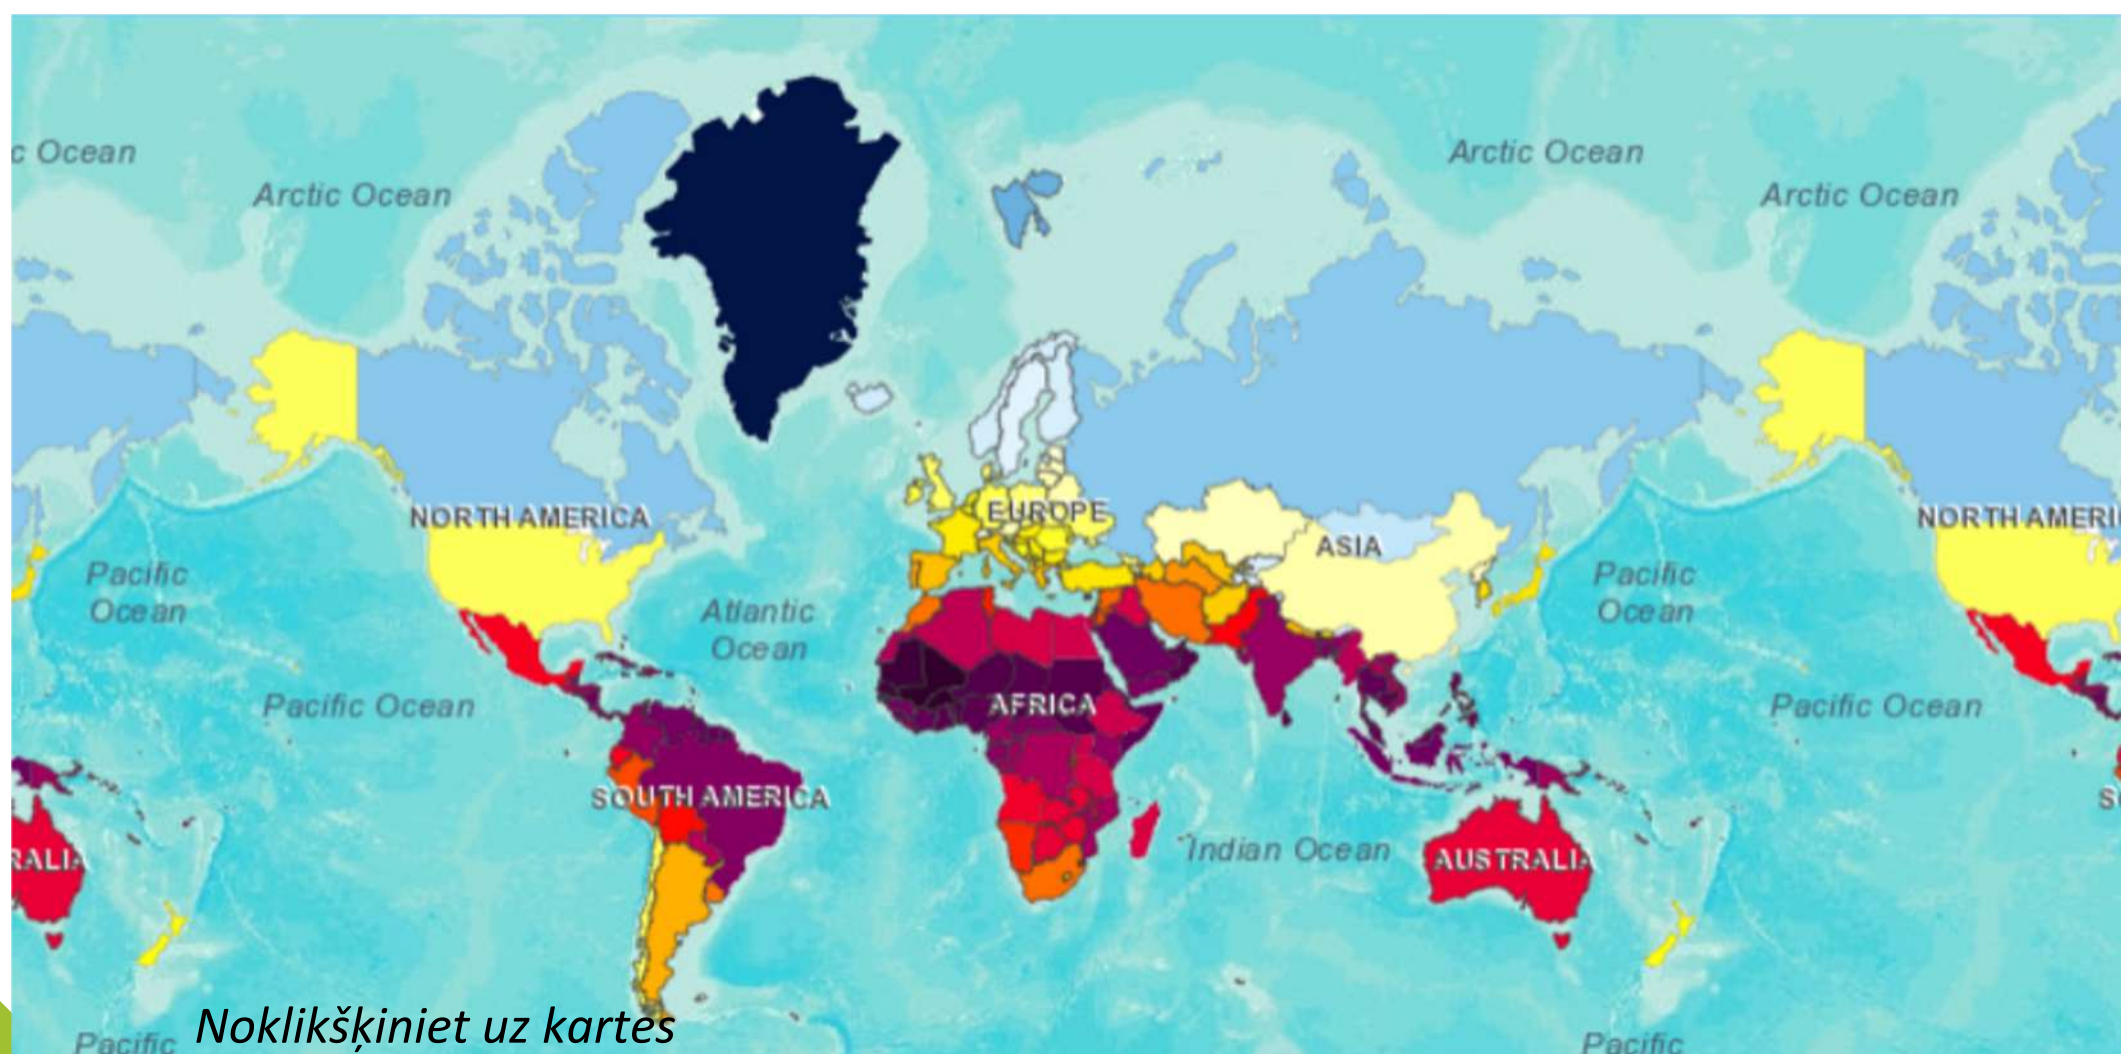 c Ocean
Arctic Ocean
Arctic Ocean
Arctic Ocean
NORTH AMERICA
EUROPE
ASIA
NORTH AMERI
Pacific
Ocean
Atlantic
Ocean
Pacific
Ocean
Pacific Ocean
AFRICA
Pacific Ocean
SOUTH AMERICA
S
RALIA
Indian Ocean
AUSTRALIA
Noklikšķiniet uz kartes
Pacific
Pacific